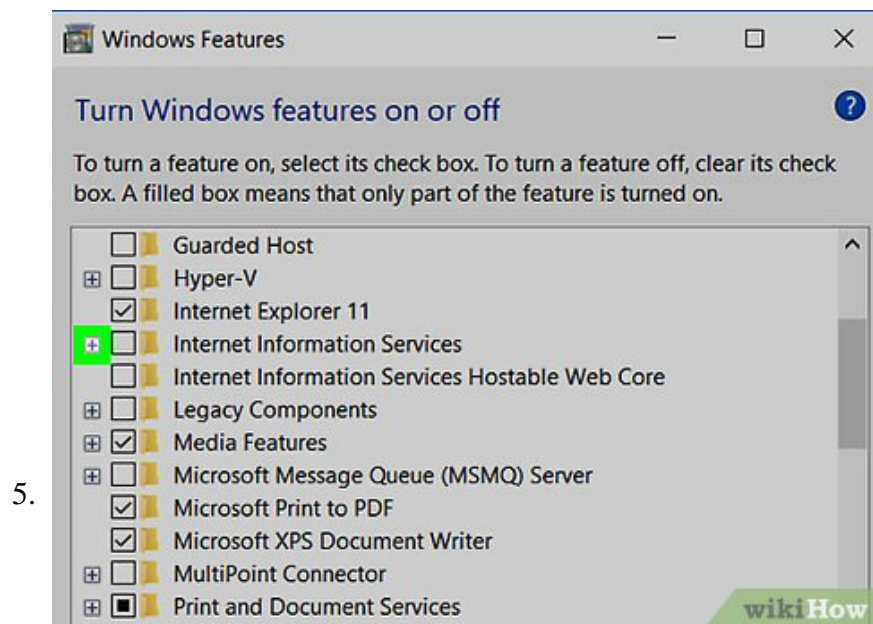 Windows Features
Turn Windows features on or off
?
To turn a feature on, select its check box. To turn a feature off, clear its check
box. A filled box means that only part of the feature is turned on.
Guarded Host
Hyper-V
Internet Explorer 11
Internet Information Services
Internet Information Services Hostable Web Core
Legacy Components
Media Features
Microsoft Message Queue (MSMQ) Server
5.
Microsoft Print to PDF
Microsoft XPS Document Writer
MultiPoint Connector
Print and Document Services
wikiHow